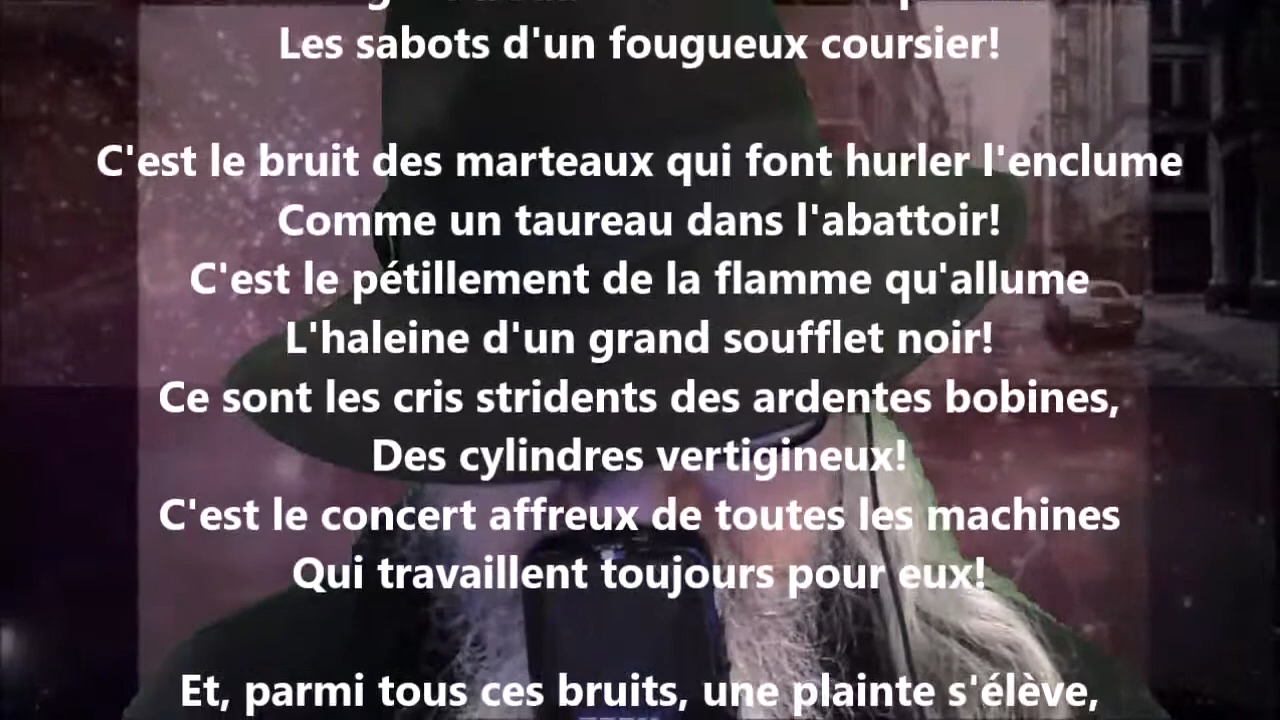 Les sabots d'un fougueux coursier!
C'est le bruit des marteaux qui font hurler l'enclume
Comme un taureau dans l'abattoir!
C'est le pétillement de la flamme qu'allume
L'haleine d'un grand soufflet noir!
Ce sont les cris stridents des ardentes bobines,
Des cylindres vertigineux!
C'est le concert affreux de toutes les machines
Qui travaillent toujours pour eux!
Et, parmi tous ces bruits, une plainte s'élève,